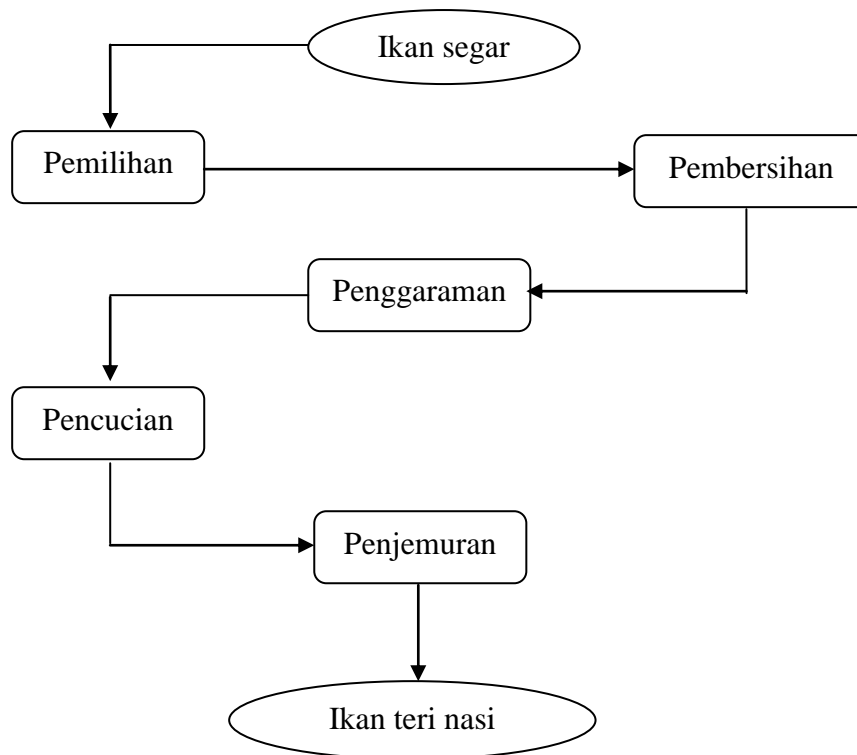 Ikan segar
Pemilihan
Pembersihan
Penggaraman
Pencucian
Penjemuran
Ikan teri nasi